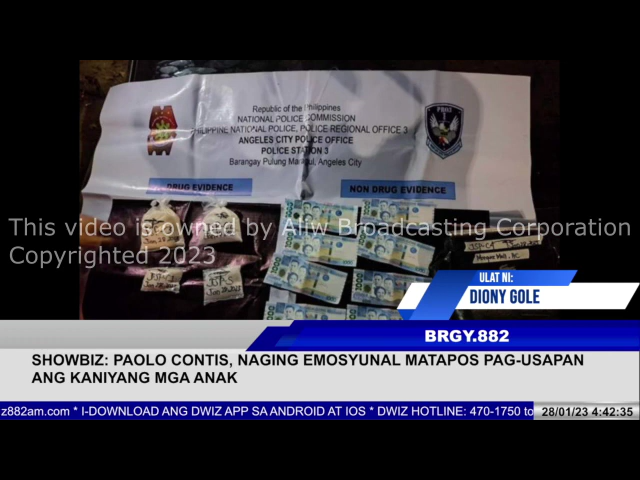 Republic of the Philippines
NATIONAL POLICE COMMISSION
PHILIPPINE NATIONAL POLICE, POLICE REGIONAL OFFICE 3
ANGELES CITY POLICE OFFICE
POLICE STATION 3
Barangay Pulung Maragul, Angeles City
DRUG EVIDENCE
NON DRUG EVIDENCE
This video is owned by Aliw Broadcasting Corporation
Copyrighted 2023
ULAT NI:
DIONY GOLE
BRGY.882
SHOWBIZ: PAOLO CONTIS, NAGING EMOSYUNAL MATAPOS PAG-USAPAN
ANG KANIYANG MGA ANAK
z882am.com * I-DOWNLOAD ANG DWIZ APP SA ANDROID AT IOS * DWIZ HOTLINE: 470-1750 to
28/01/23 4:42:35